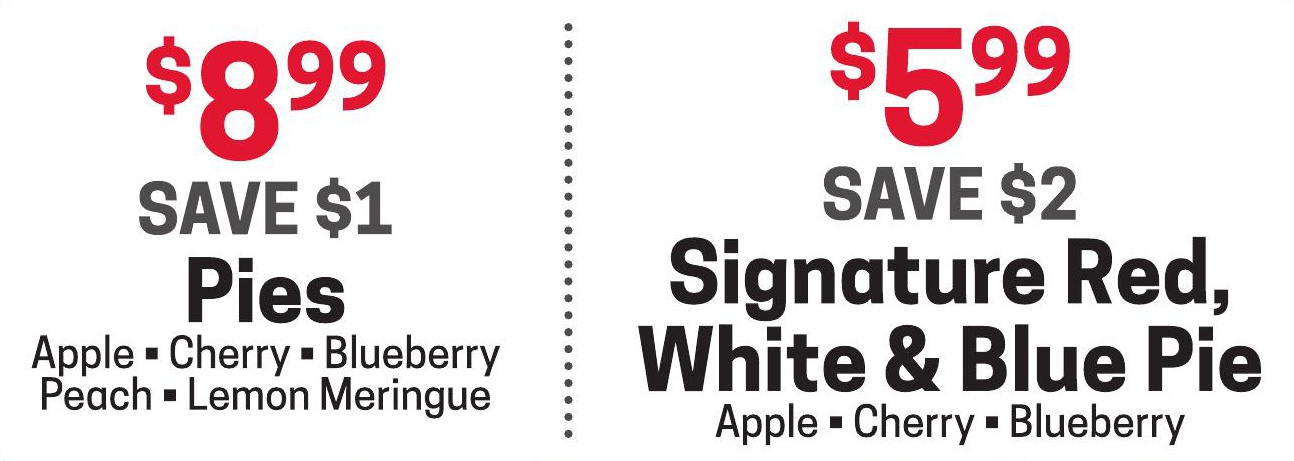 $8.99
SAVE $1
Pies
Apple ▪ Cherry ▪ Blueberry
Peach ▪ Lemon Meringue
$5.99
SAVE $2
Signature Red,
White & Blue Pie
Apple ▪ Cherry ▪ Blueberry